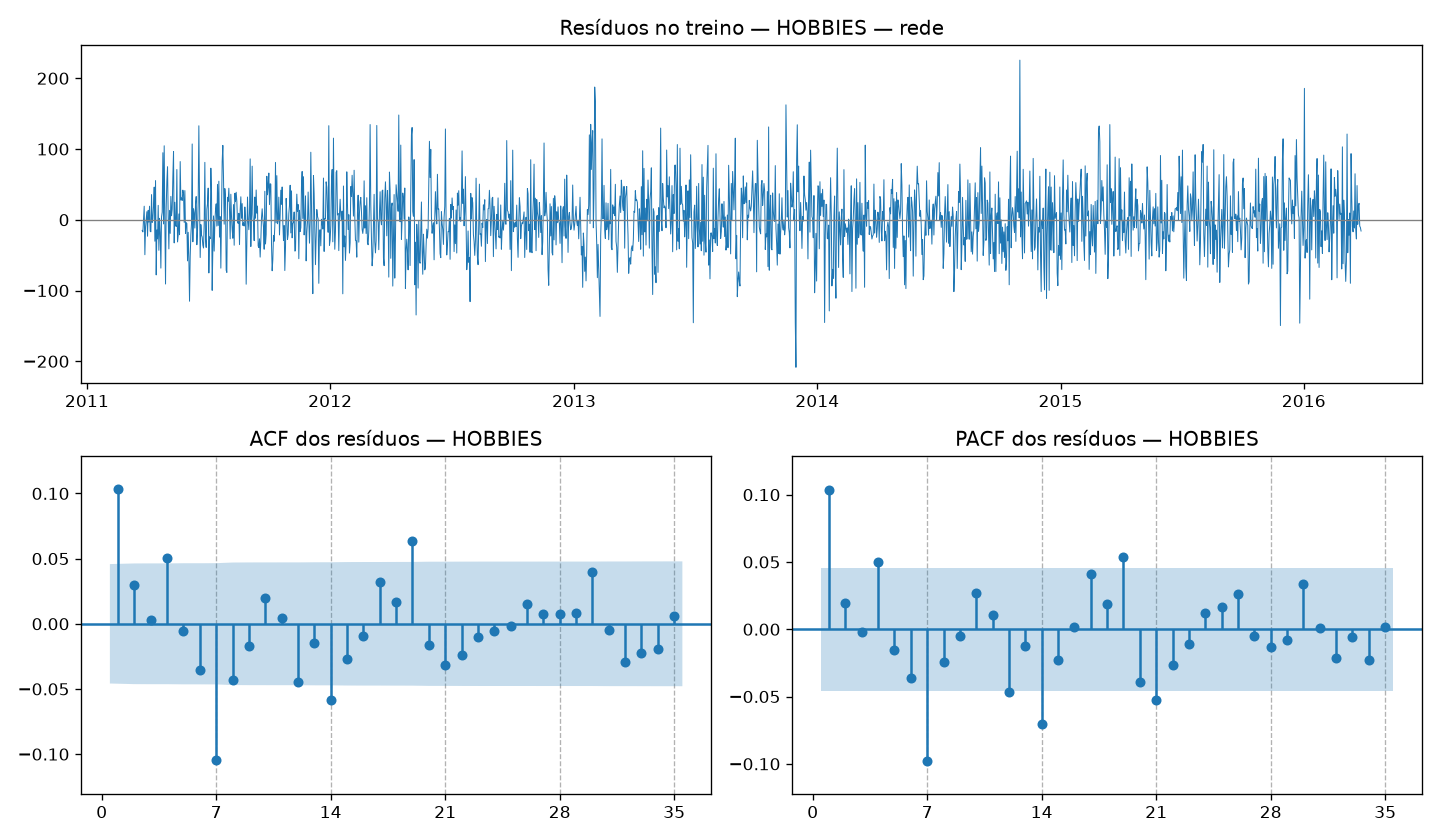 Resíduos no treino — HOBBIES — rede
200
100
0
−100
−200
2011 2012 2013 2014 2015 2016
ACF dos resíduos — HOBBIES
0.10
0.05
0.00
−0.05
−0.10
0 7 14 21 28 35
PACF dos resíduos — HOBBIES
0.10
0.05
0.00
−0.05
−0.10
0 7 14 21 28 35